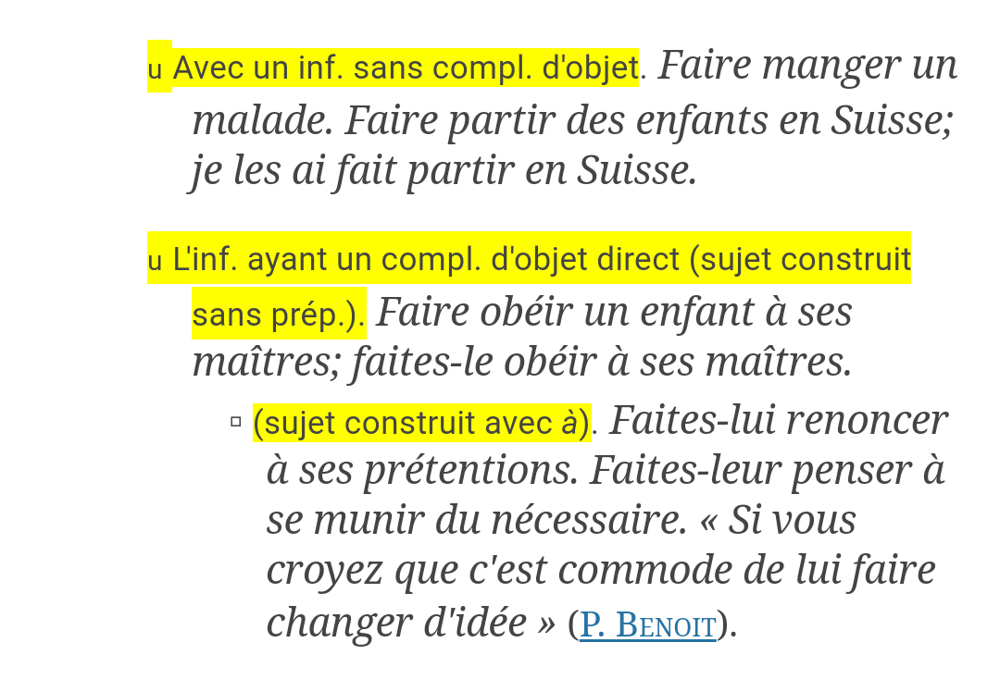 u Avec un inf. sans compl. d'objet. Faire manger un
malade. Faire partir des enfants en Suisse;
je les ai fait partir en Suisse.
u L'inf. ayant un compl. d'objet direct (sujet construit
sans prép.). Faire obéir un enfant à ses
maîtres; faites-le obéir à ses maîtres.
▫ (sujet construit avec à). Faites-lui renoncer
à ses prétentions. Faites-leur penser à
se munir du nécessaire. « Si vous
croyez que c'est commode de lui faire
changer d'idée » (P. BENOIT).